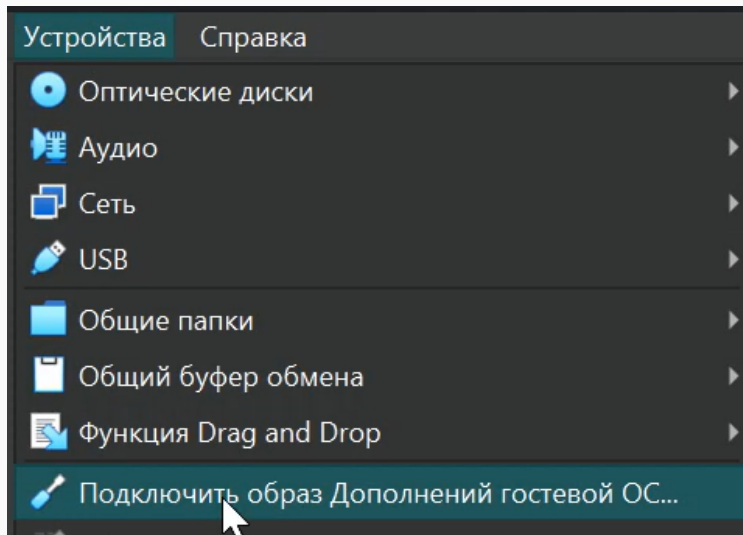 Устройства Справка
Оптические диски
Аудио
Сеть
USB
Общие папки
Общий буфер обмена
Функция Drag and Drop
Подключить образ Дополнений гостевой ОС...